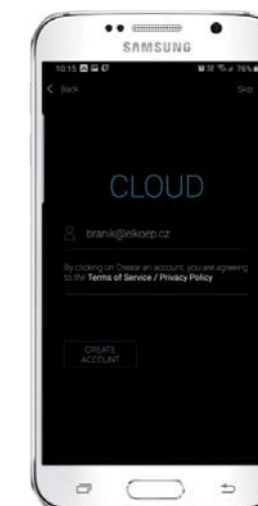 SAMSUNG
10:15 76%
Back Skip
CLOUD
branik@elkoep.cz
By clicking on Create an account, you are agreeing
to the Terms of Service / Privacy Policy
CREATE
ACCOUNT